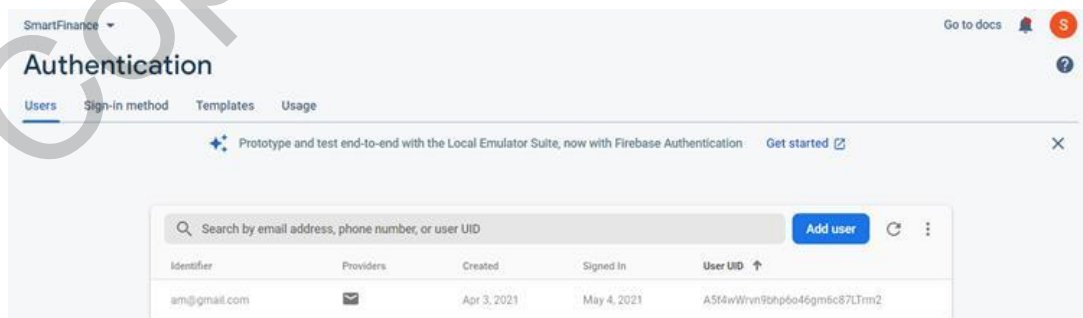 SmartFinance Go to docs S
Authentication
Users Sign-in method Templates Usage
Prototype and test end-to-end with the Local Emulator Suite, now with Firebase Authentication Get started
Search by email address, phone number, or user UID Add user
Identifier Providers Created Signed In User UID
am@gmail.com Apr 3, 2021 May 4, 2021